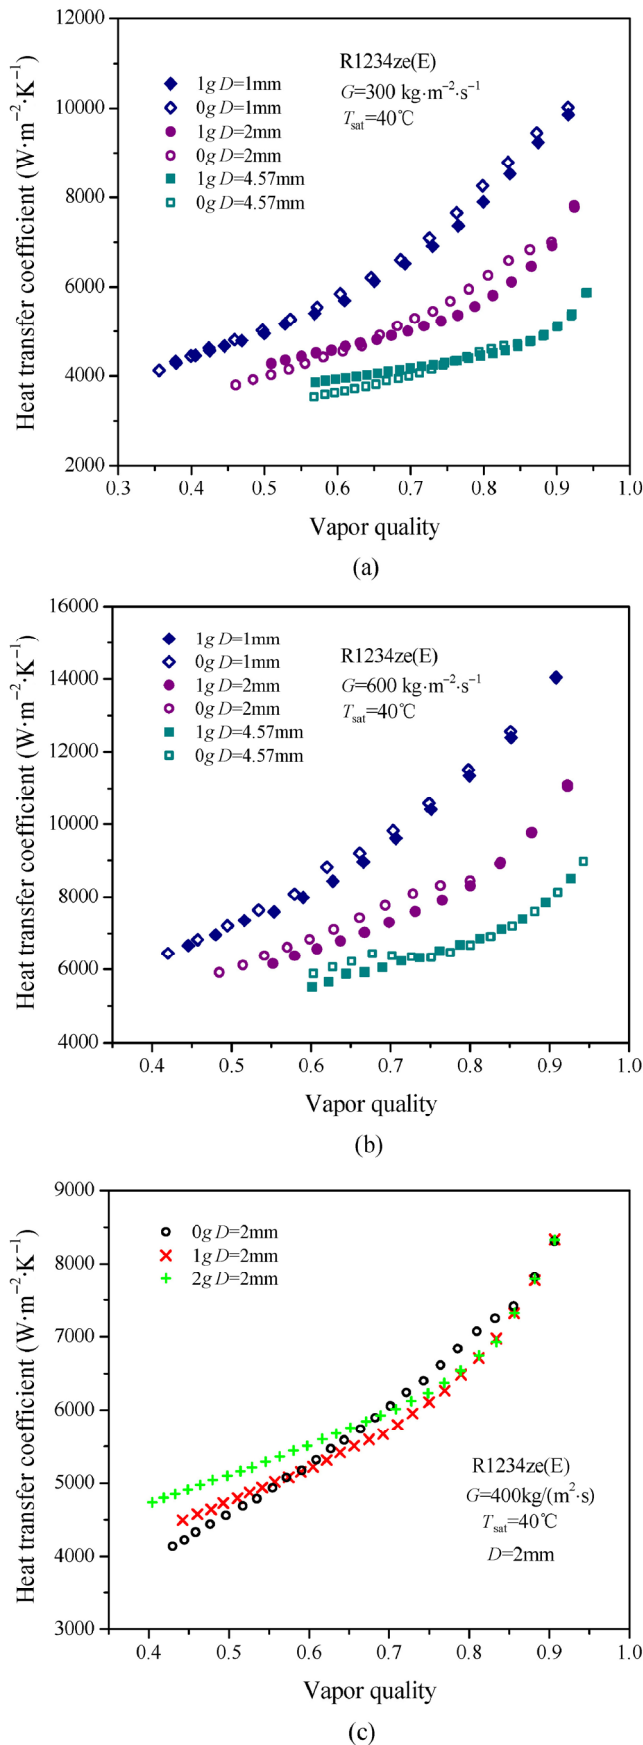 12000
10000
8000
6000
4000
2000
Heat transfer coefficient (W·m⁻²·K⁻¹)
1g D=1mm
0g D=1mm
1g D=2mm
0g D=2mm
1g D=4.57mm
0g D=4.57mm
R1234ze(E)
G=300 kg·m⁻²·s⁻¹
Tsat=40℃
0.3 0.4 0.5 0.6 0.7 0.8 0.9 1.0
Vapor quality
(a)
16000
14000
12000
10000
8000
6000
4000
Heat transfer coefficient (W·m⁻²·K⁻¹)
1g D=1mm
0g D=1mm
1g D=2mm
0g D=2mm
1g D=4.57mm
0g D=4.57mm
R1234ze(E)
G=600 kg·m⁻²·s⁻¹
Tsat=40℃
0.4 0.5 0.6 0.7 0.8 0.9 1.0
Vapor quality
(b)
9000
8000
7000
6000
5000
4000
3000
Heat transfer coefficient (W·m⁻²·K⁻¹)
0g D=2mm
1g D=2mm
2g D=2mm
R1234ze(E)
G=400kg/(m²·s)
Tsat=40℃
D=2mm
0.4 0.5 0.6 0.7 0.8 0.9 1.0
Vapor quality
(c)